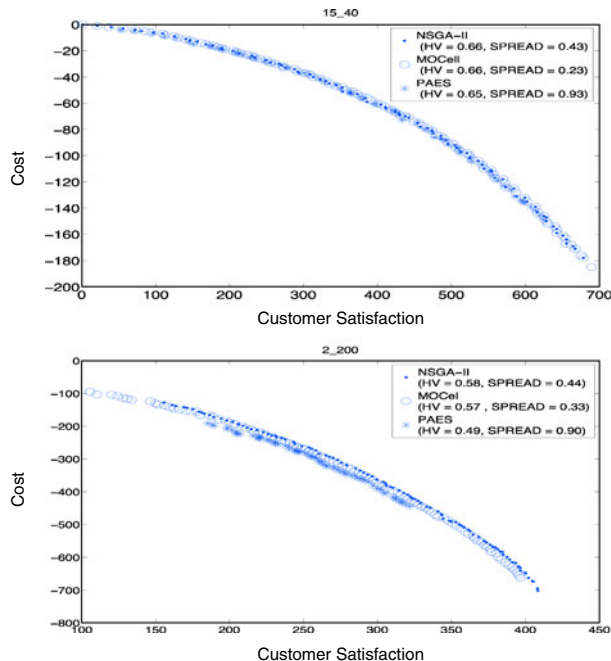 15_40
NSGA-II
(HV = 0.66, SPREAD = 0.43)
MOCell
(HV = 0.66, SPREAD = 0.23)
PAES
(HV = 0.65, SPREAD = 0.93)
0
-20
-40
-60
-80
-100
-120
-140
-160
-180
-200
Cost
0 100 200 300 400 500 600 700
Customer Satisfaction
2_200
NSGA-II
(HV = 0.58, SPREAD = 0.44)
MOCel
(HV = 0.57 , SPREAD = 0.33)
PAES
(HV = 0.49, SPREAD = 0.90)
0
-100
-200
-300
-400
-500
-600
-700
-800
Cost
100 150 200 250 300 350 400 450
Customer Satisfaction